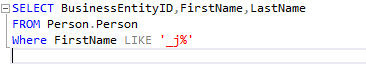 SELECT BusinessEntityID,FirstName,LastName
FROM Person.Person
Where FirstName LIKE '_j%'